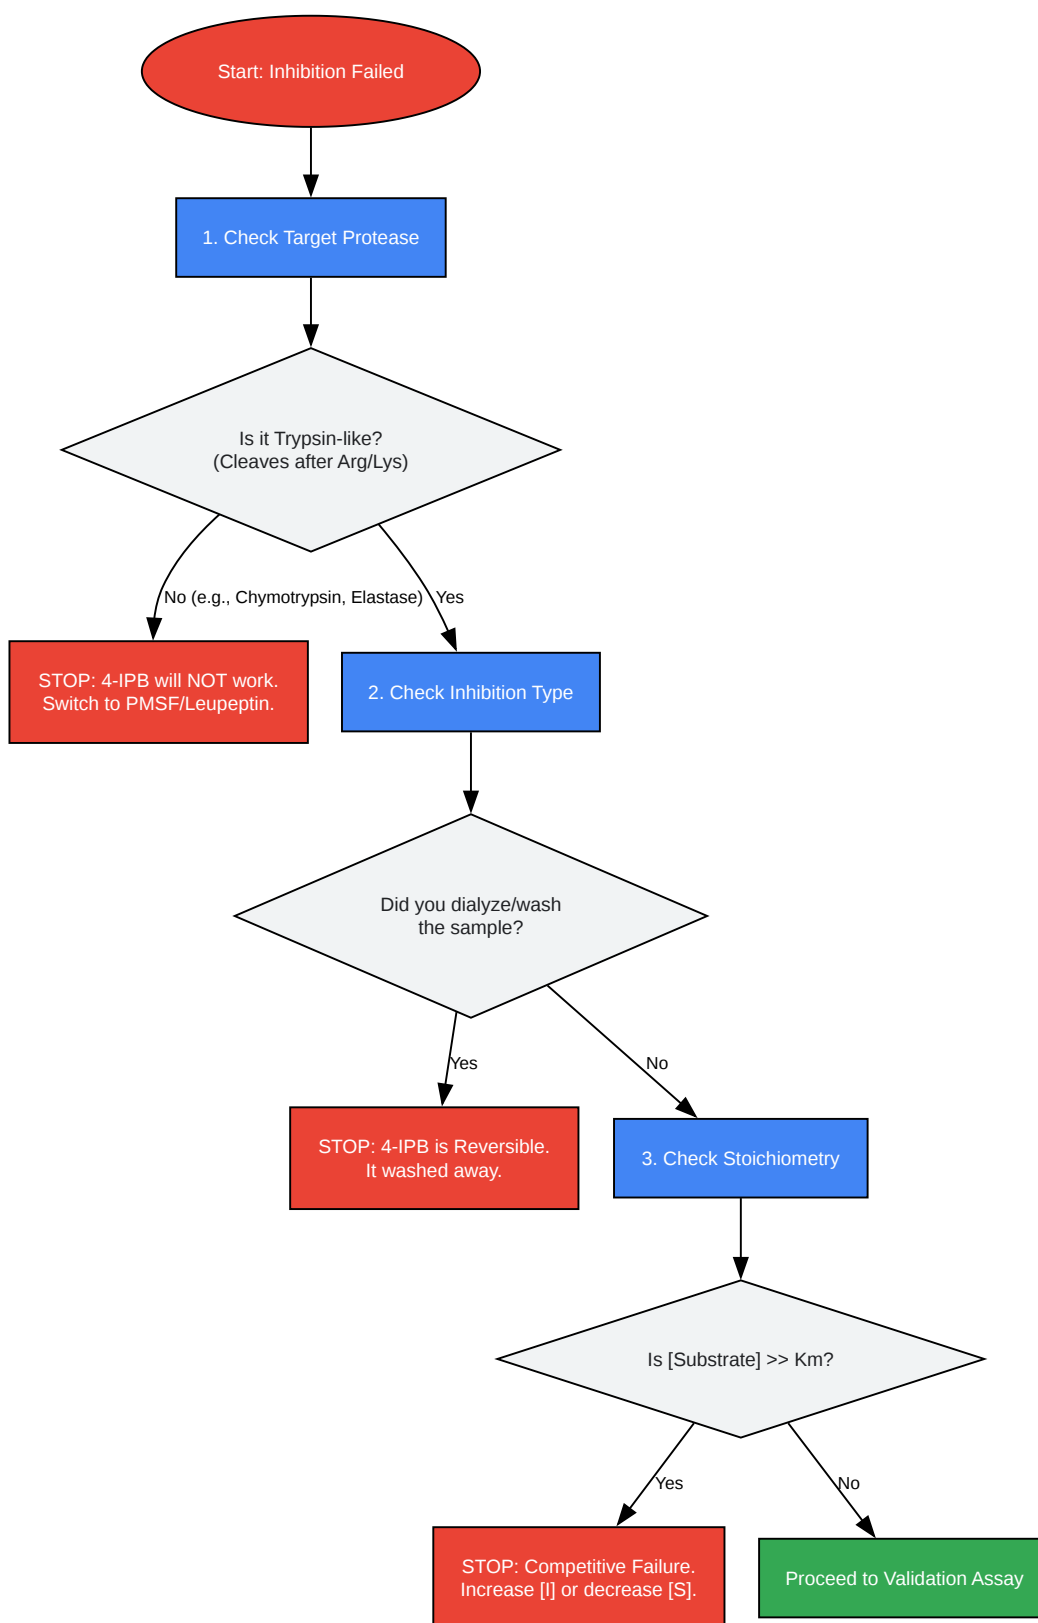 Start: Inhibition Failed
1. Check Target Protease
Is it Trypsin-like?
(Cleaves after Arg/Lys)
No (e.g., Chymotrypsin, Elastase)
Yes
STOP: 4-IPB will NOT work.
Switch to PMSF/Leupeptin.
2. Check Inhibition Type
Did you dialyze/wash
the sample?
Yes
No
STOP: 4-IPB is Reversible.
It washed away.
3. Check Stoichiometry
Is [Substrate] >> Km?
Yes
No
STOP: Competitive Failure.
Increase [I] or decrease [S].
Proceed to Validation Assay